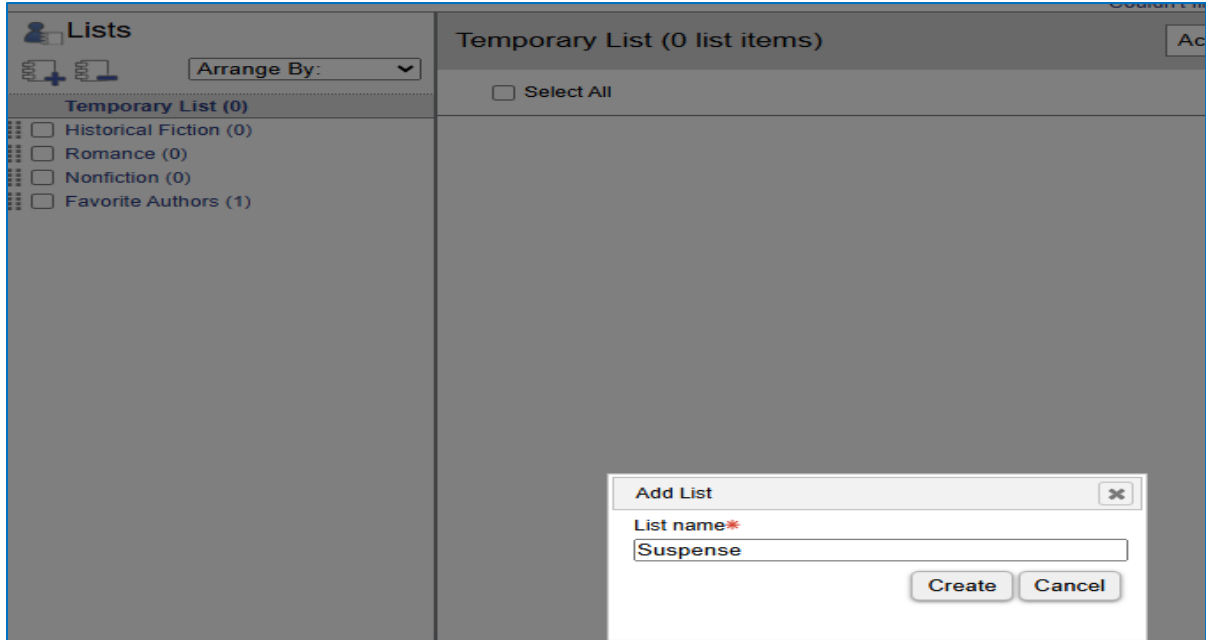 Lists
Arrange By:
Temporary List (0)
Historical Fiction (0)
Romance (0)
Nonfiction (0)
Favorite Authors (1)
Temporary List (0 list items)
Select All
Add List
List name*
Suspense
Create Cancel